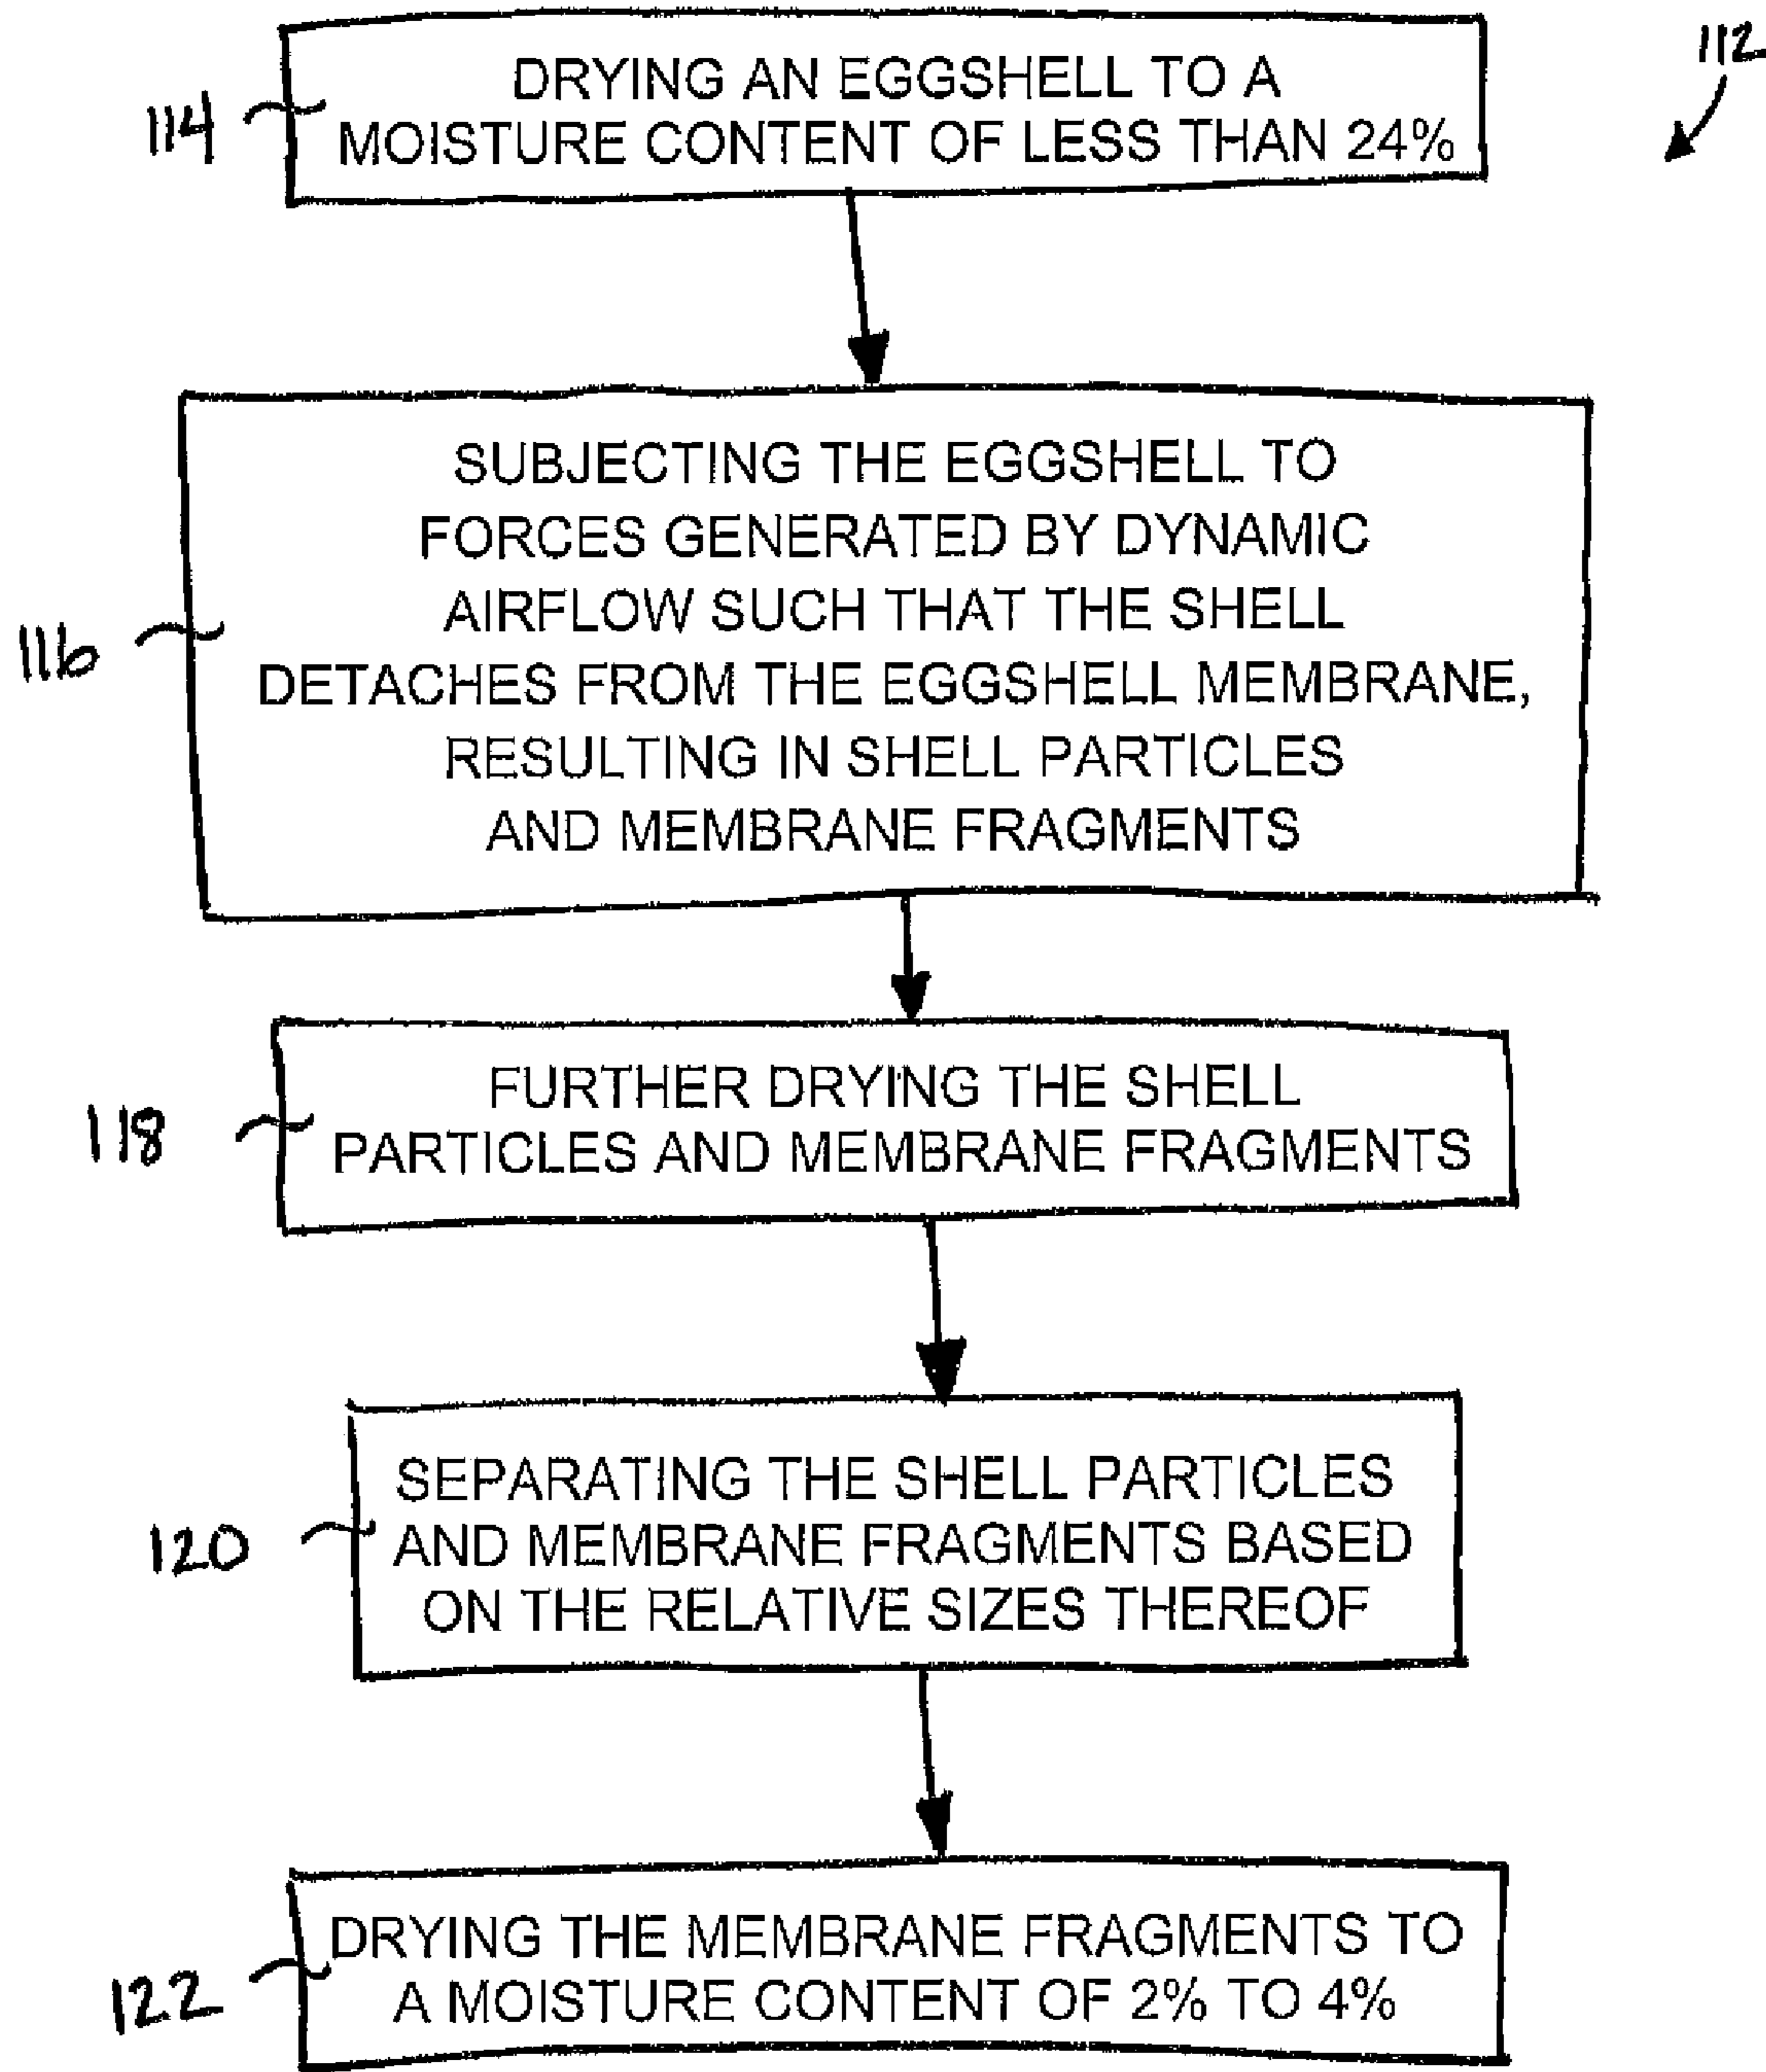 112
114
DRYING AN EGGSHELL TO A
MOISTURE CONTENT OF LESS THAN 24%
116
SUBJECTING THE EGGSHELL TO
FORCES GENERATED BY DYNAMIC
AIRFLOW SUCH THAT THE SHELL
DETACHES FROM THE EGGSHELL MEMBRANE,
RESULTING IN SHELL PARTICLES
AND MEMBRANE FRAGMENTS
118
FURTHER DRYING THE SHELL
PARTICLES AND MEMBRANE FRAGMENTS
120
SEPARATING THE SHELL PARTICLES
AND MEMBRANE FRAGMENTS BASED
ON THE RELATIVE SIZES THEREOF
122
DRYING THE MEMBRANE FRAGMENTS TO
A MOISTURE CONTENT OF 2% TO 4%